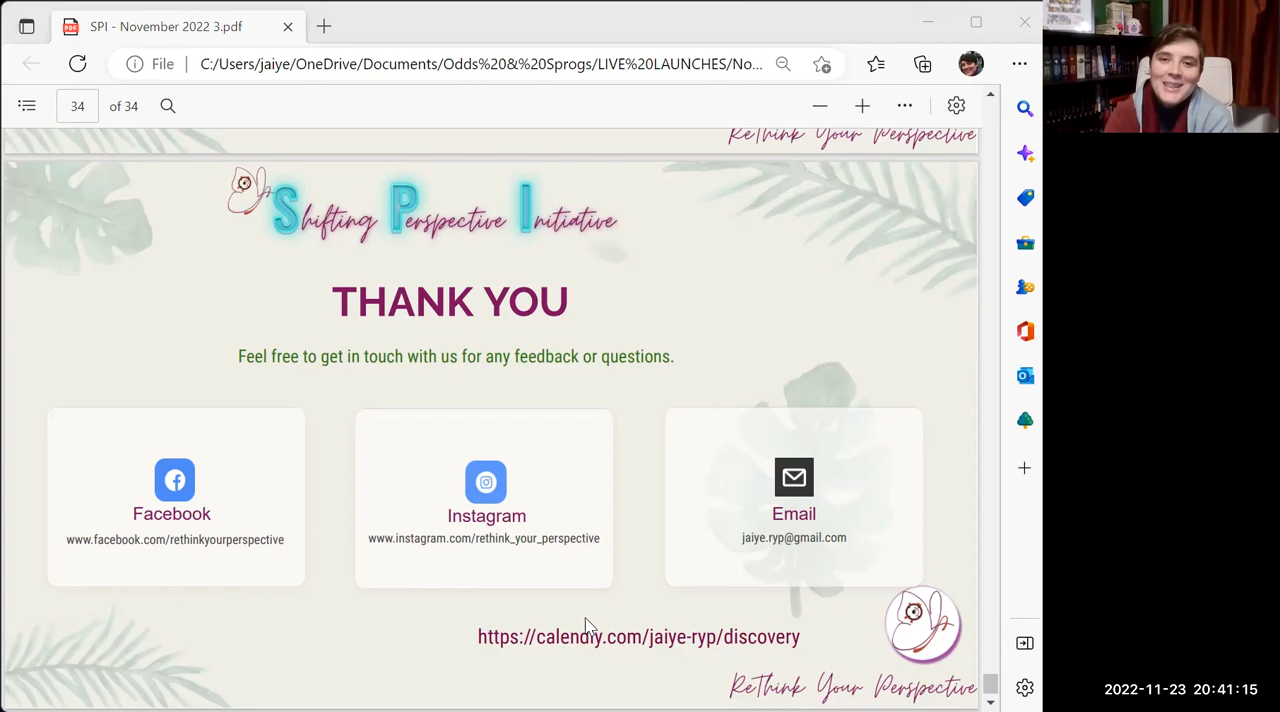 SPI - November 2022 3.pdf
File
C:/Users/jaiye/OneDrive/Documents/Odds%20&%20Sprogs/LIVE%20LAUNCHES/No...
34 of 34
ReThink Your Perspective
Shifting Perspective Initiative
THANK YOU
Feel free to get in touch with us for any feedback or questions.
Facebook
www.facebook.com/rethinkyourperspective
Instagram
www.instagram.com/rethink_your_perspective
Email
jaiye.ryp@gmail.com
https://calendly.com/jaiye-ryp/discovery
ReThink Your Perspective
2022-11-23 20:41:15